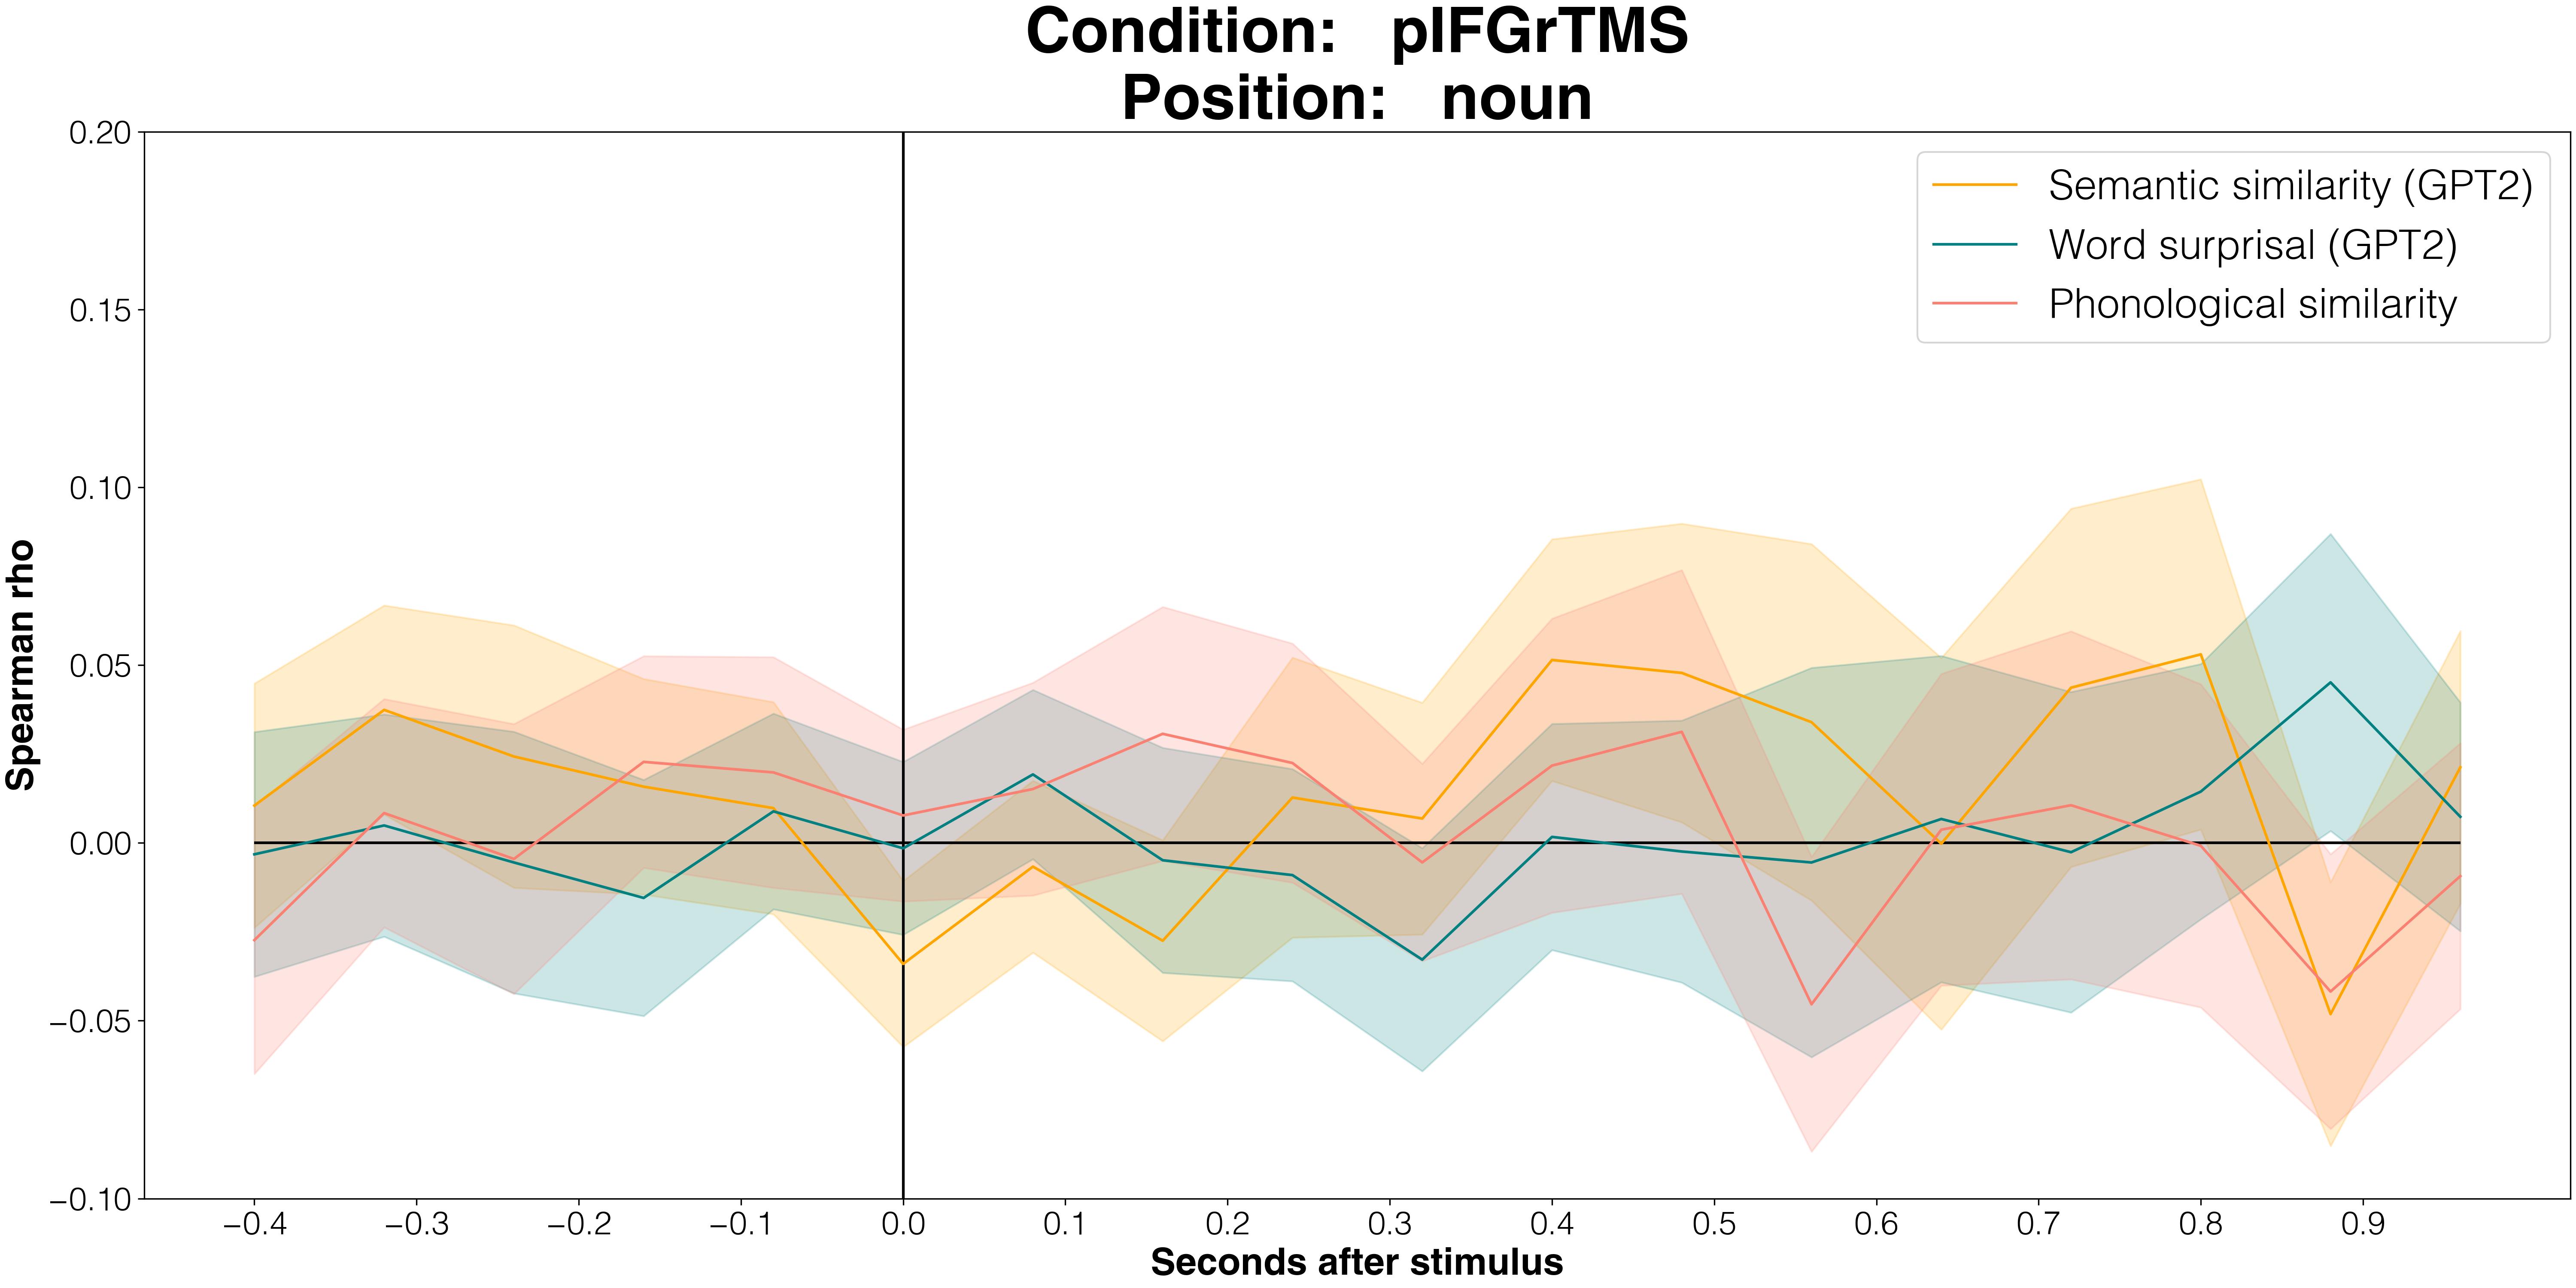 Condition: pIFGrTMS
Position: noun
0.20
0.15
0.10
0.05
0.00
−0.05
−0.10
Spearman rho
Semantic similarity (GPT2)
Word surprisal (GPT2)
Phonological similarity
−0.4 −0.3 −0.2 −0.1 0.0 0.1 0.2 0.3 0.4 0.5 0.6 0.7 0.8 0.9
Seconds after stimulus